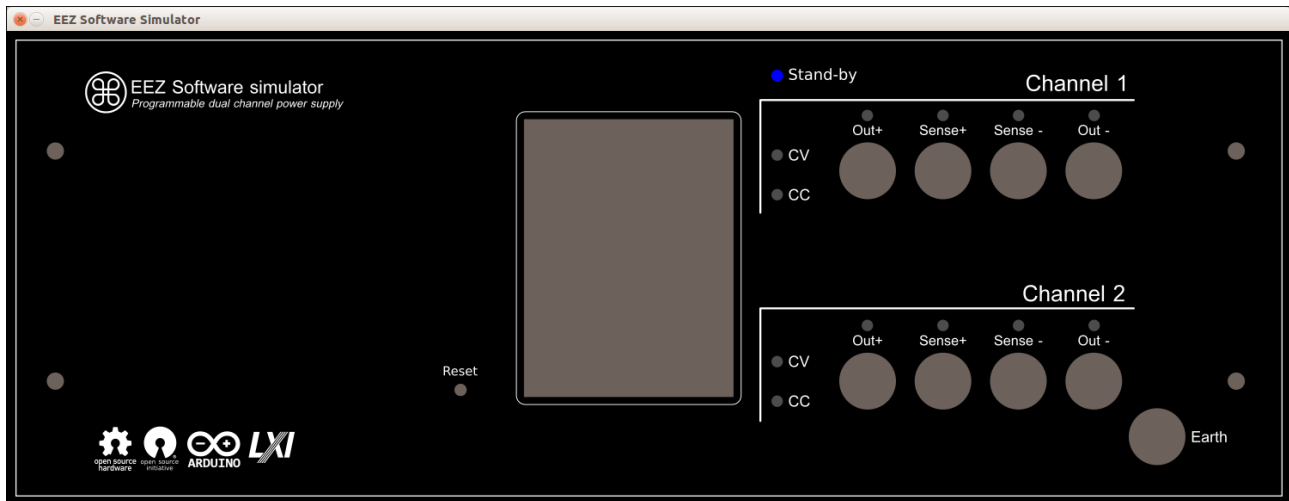 EEZ Software Simulator
EEZ Software simulator
Programmable dual channel power supply
Stand-by
Channel 1
Out+ Sense+ Sense - Out -
CV
CC
Reset
Channel 2
Out+ Sense+ Sense - Out -
CV
CC
Earth
open source
hardware
open source
initiative
ARDUINO
LXI